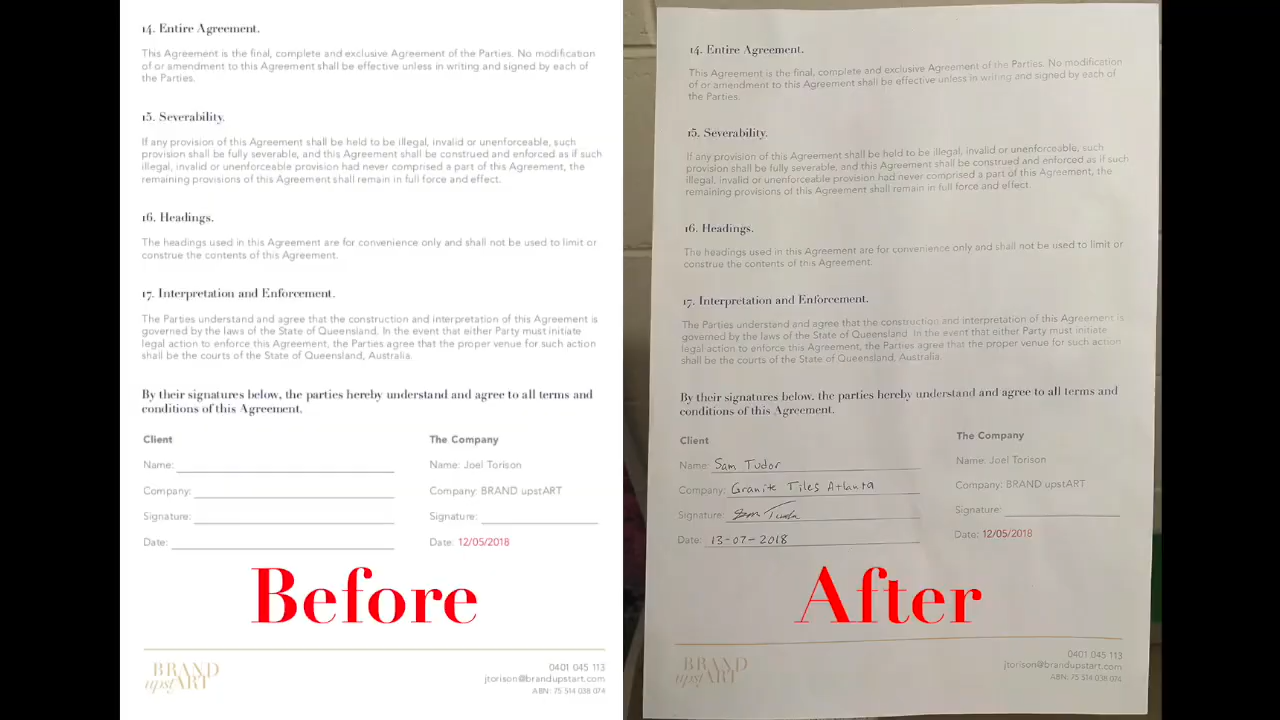 14. Entire Agreement.
This Agreement is the final, complete and exclusive Agreement of the Parties. No modification
of or amendment to this Agreement shall be effective unless in writing and signed by each of
the Parties.
15. Severability.
If any provision of this Agreement shall be held to be illegal, invalid or unenforceable, such
provision shall be fully severable, and this Agreement shall be construed and enforced as if such
illegal, invalid or unenforceable provision had never comprised a part of this Agreement, the
remaining provisions of this Agreement shall remain in full force and effect.
16. Headings.
The headings used in this Agreement are for convenience only and shall not be used to limit or
construe the contents of this Agreement.
17. Interpretation and Enforcement.
The Parties understand and agree that the construction and interpretation of this Agreement is
governed by the laws of the State of Queensland. In the event that either Party must initiate
legal action to enforce this Agreement, the Parties agree that the proper venue for such action
shall be the courts of the State of Queensland, Australia.
By their signatures below, the parties hereby understand and agree to all terms and
conditions of this Agreement.
Client
Name:
Company:
Signature:
Date:
The Company
Name: Joel Torison
Company: BRAND upstART
Signature:
Date: 12/05/2018
Before
BRAND
upstART
0401 045 113
jtorison@brandupstart.com
ABN: 75 514 038 074
14. Entire Agreement.
This Agreement is the final, complete and exclusive Agreement of the Parties. No modification
of or amendment to this Agreement shall be effective unless in writing and signed by each of
the Parties.
15. Severability.
If any provision of this Agreement shall be held to be illegal, invalid or unenforceable, such
provision shall be fully severable, and this Agreement shall be construed and enforced as if such
illegal, invalid or unenforceable provision had never comprised a part of this Agreement, the
remaining provisions of this Agreement shall remain in full force and effect.
16. Headings.
The headings used in this Agreement are for convenience only and shall not be used to limit or
construe the contents of this Agreement.
17. Interpretation and Enforcement.
The Parties understand and agree that the construction and interpretation of this Agreement is
governed by the laws of the State of Queensland. In the event that either Party must initiate
legal action to enforce this Agreement, the Parties agree that the proper venue for such action
shall be the courts of the State of Queensland, Australia.
By their signatures below, the parties hereby understand and agree to all terms and
conditions of this Agreement.
Client
Name: Sam Tudor
Company: Granite Tiles Atlanta
Signature: Sam Tudor
Date: 13-07-2018
The Company
Name: Joel Torison
Company: BRAND upstART
Signature:
Date: 12/05/2018
After
BRAND
upstART
0401 045 113
jtorison@brandupstart.com
ABN: 75 514 038 074